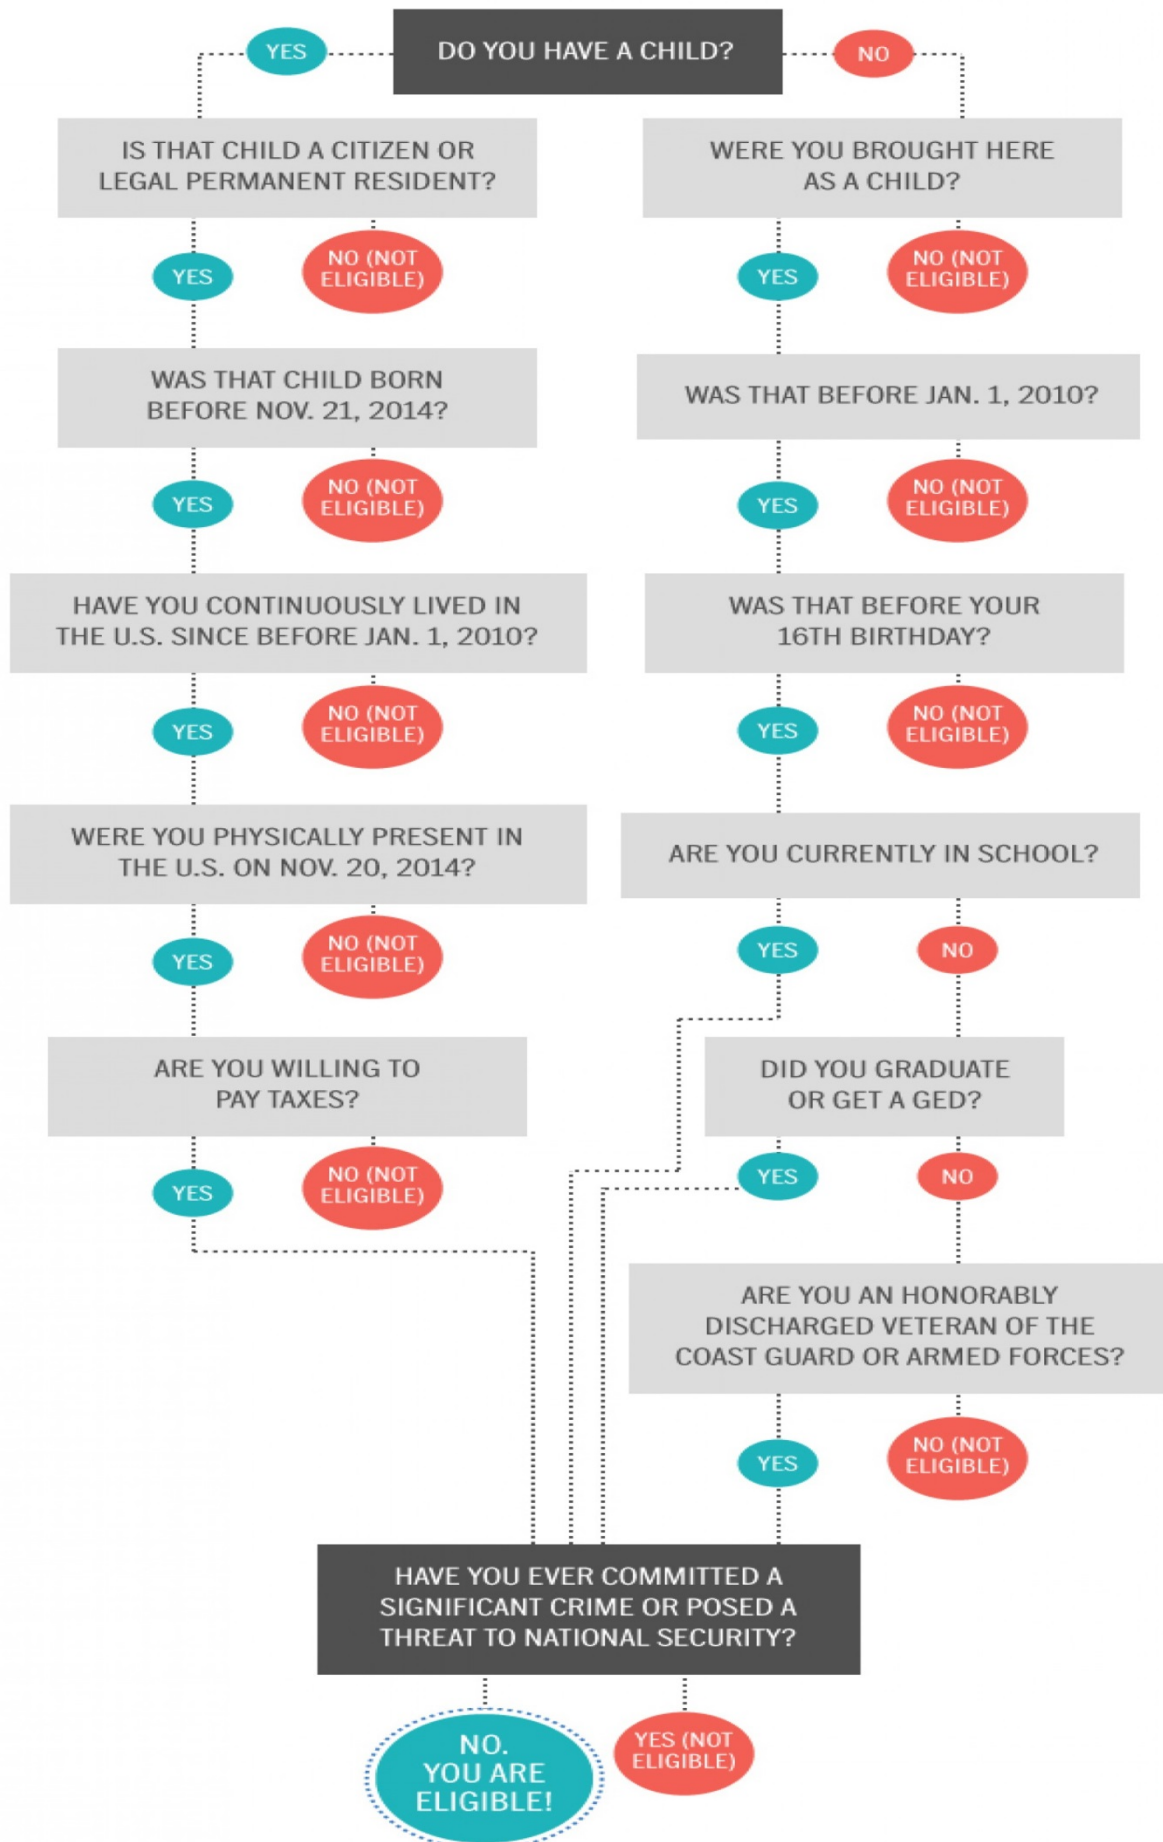 DO YOU HAVE A CHILD?
YES
NO
IS THAT CHILD A CITIZEN OR
LEGAL PERMANENT RESIDENT?
YES
NO (NOT
ELIGIBLE)
WAS THAT CHILD BORN
BEFORE NOV. 21, 2014?
YES
NO (NOT
ELIGIBLE)
HAVE YOU CONTINUOUSLY LIVED IN
THE U.S. SINCE BEFORE JAN. 1, 2010?
YES
NO (NOT
ELIGIBLE)
WERE YOU PHYSICALLY PRESENT IN
THE U.S. ON NOV. 20, 2014?
YES
NO (NOT
ELIGIBLE)
ARE YOU WILLING TO
PAY TAXES?
YES
NO (NOT
ELIGIBLE)
WERE YOU BROUGHT HERE
AS A CHILD?
YES
NO (NOT
ELIGIBLE)
WAS THAT BEFORE JAN. 1, 2010?
YES
NO (NOT
ELIGIBLE)
WAS THAT BEFORE YOUR
16TH BIRTHDAY?
YES
NO (NOT
ELIGIBLE)
ARE YOU CURRENTLY IN SCHOOL?
YES
NO
DID YOU GRADUATE
OR GET A GED?
YES
NO
ARE YOU AN HONORABLY
DISCHARGED VETERAN OF THE
COAST GUARD OR ARMED FORCES?
YES
NO (NOT
ELIGIBLE)
HAVE YOU EVER COMMITTED A
SIGNIFICANT CRIME OR POSED A
THREAT TO NATIONAL SECURITY?
NO.
YOU ARE
ELIGIBLE!
YES (NOT
ELIGIBLE)